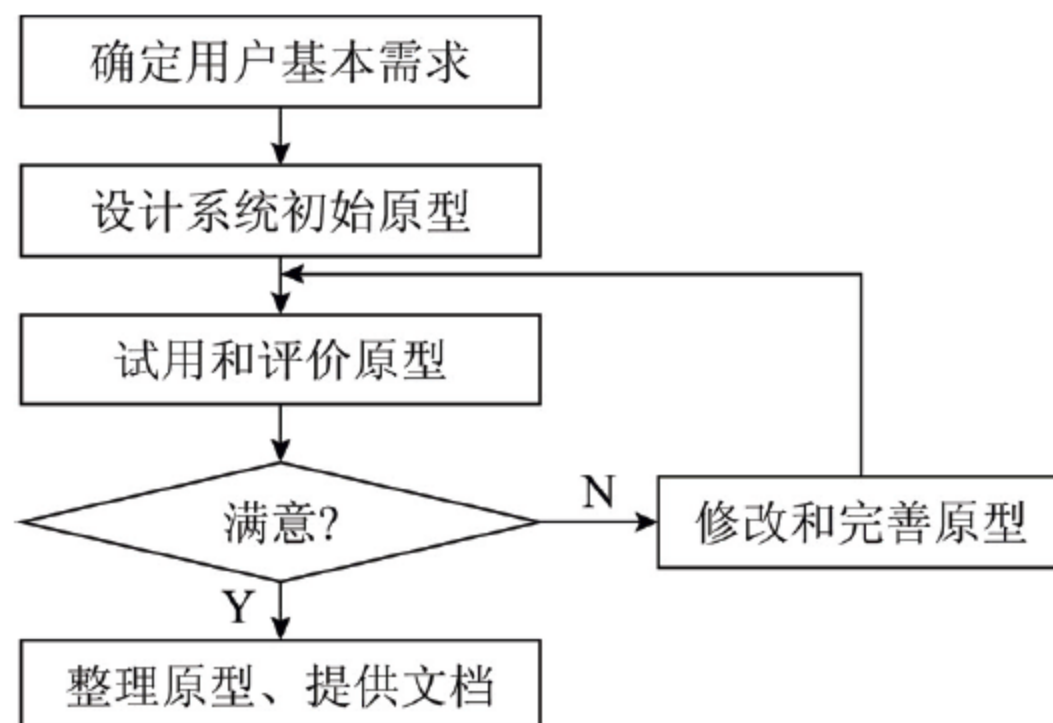 确定用户基本需求
设计系统初始原型
试用和评价原型
满意?
N
修改和完善原型
Y
整理原型、提供文档